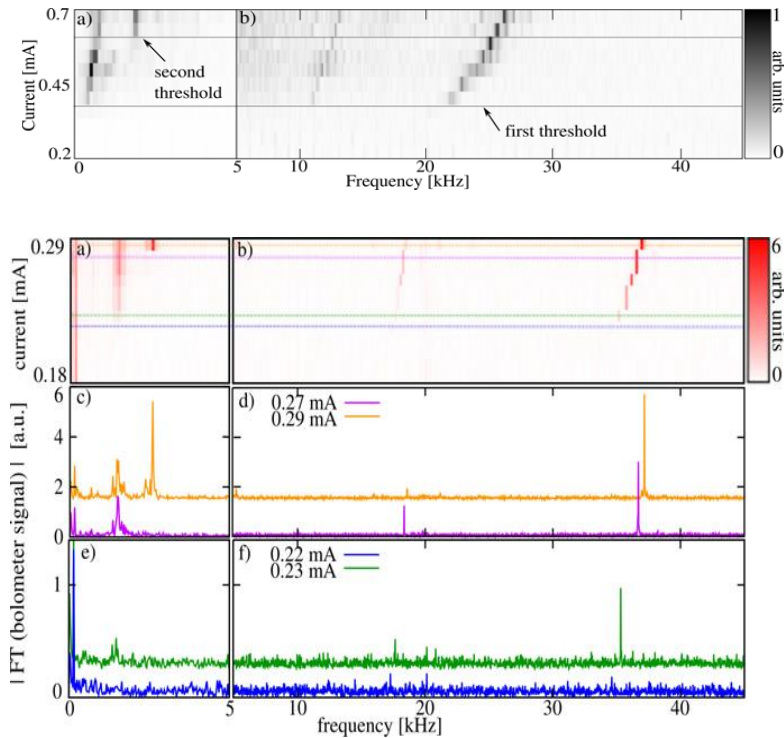 0.7 a) b) 1
second
threshold
Current [mA]
0.45
first threshold
arb. units
0.2 0
0 5 10 20 30 40
Frequency [kHz]
0.29 a) b) 6
current [mA]
arb. units
0.18 0
6 c) d) 0.27 mA
0.29 mA
4
2
0
| FT (bolometer signal) | [a.u.]
e) f) 0.22 mA
0.23 mA
1
0
0 5 10 20 30 40
frequency [kHz]